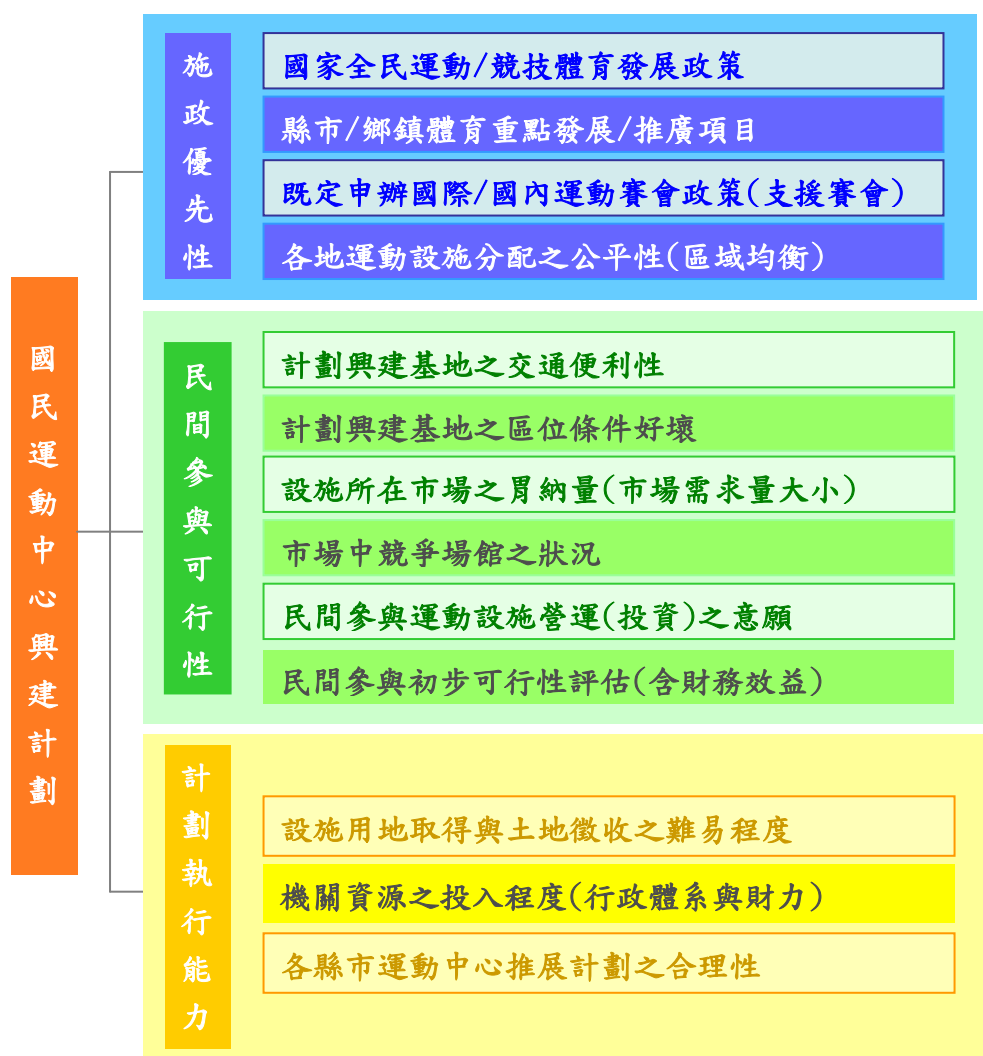 國民運動中心興建計劃
施政優先性
國家全民運動/競技體育發展政策
縣市/鄉鎮體育重點發展/推廣項目
既定申辦國際/國內運動賽會政策(支援賽會)
各地運動設施分配之公平性(區域均衡)
民間參與可行性
計劃興建基地之交通便利性
計劃興建基地之區位條件好壞
設施所在市場之胃納量(市場需求量大小)
市場中競爭場館之狀況
民間參與運動設施營運(投資)之意願
民間參與初步可行性評估(含財務效益)
計劃執行能力
設施用地取得與土地徵收之難易程度
機關資源之投入程度(行政體系與財力)
各縣市運動中心推展計劃之合理性